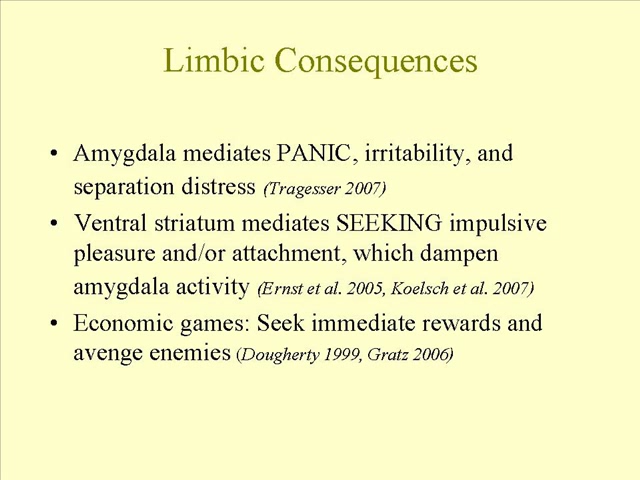 Limbic Consequences
• Amygdala mediates PANIC, irritability, and
separation distress (Tragesser 2007)
• Ventral striatum mediates SEEKING impulsive
pleasure and/or attachment, which dampen
amygdala activity (Ernst et al. 2005, Koelsch et al. 2007)
• Economic games: Seek immediate rewards and
avenge enemies (Dougherty 1999, Gratz 2006)